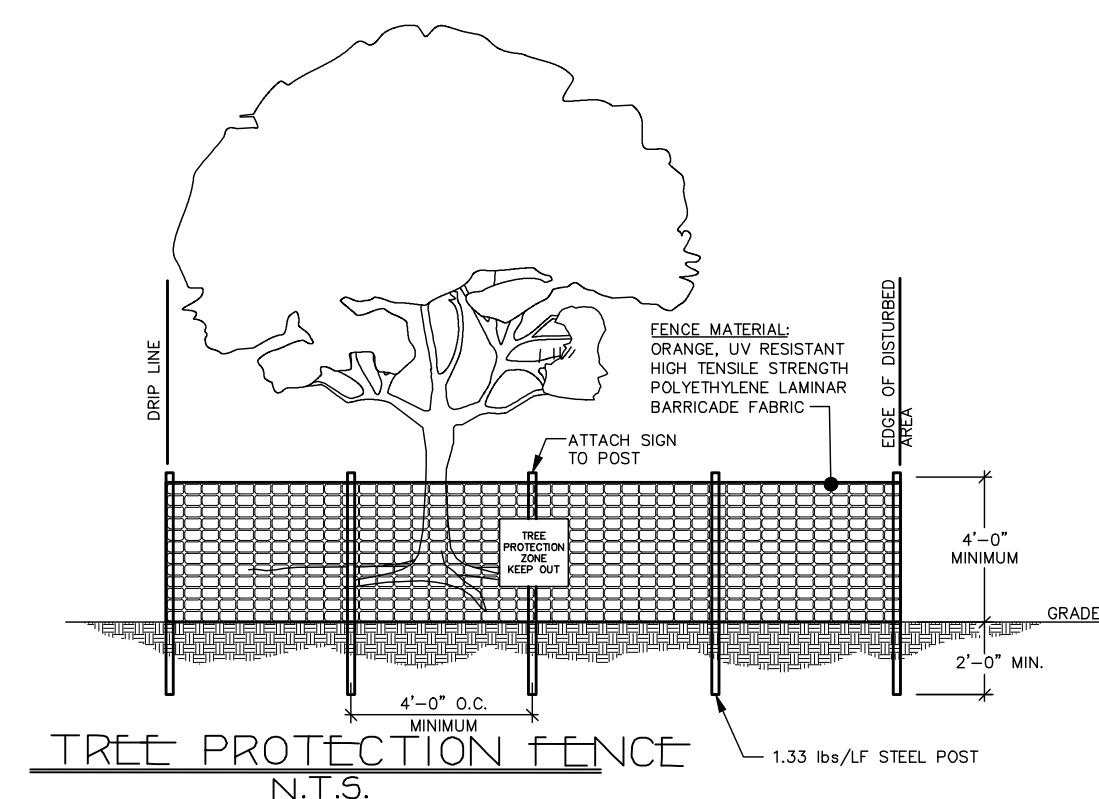 DRIP LINE
FENCE MATERIAL:
ORANGE, UV RESISTANT
HIGH TENSILE STRENGTH
POLYETHYLENE LAMINAR
BARRICADE FABRIC
EDGE OF DISTURBED
AREA
ATTACH SIGN
TO POST
TREE
PROTECTION
ZONE
KEEP OUT
4'-0"
MINIMUM
GRADE
2'-0" MIN.
4'-0" O.C.
MINIMUM
1.33 lbs/LF STEEL POST
TREE PROTECTION FENCE
N.T.S.